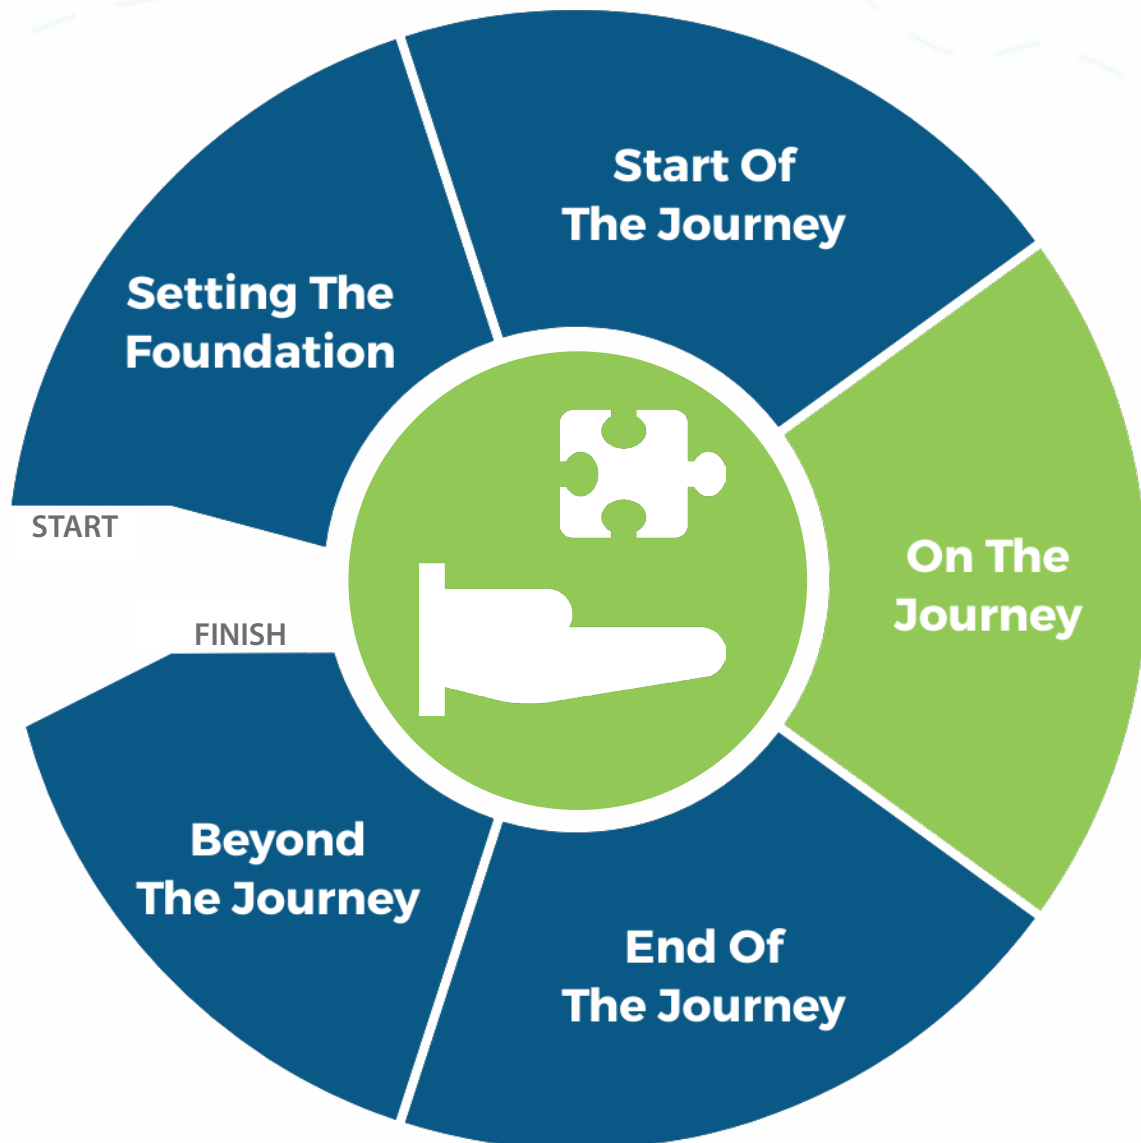 Start Of
The Journey
Setting The
Foundation
START
On The
Journey
FINISH
Beyond
The Journey
End Of
The Journey